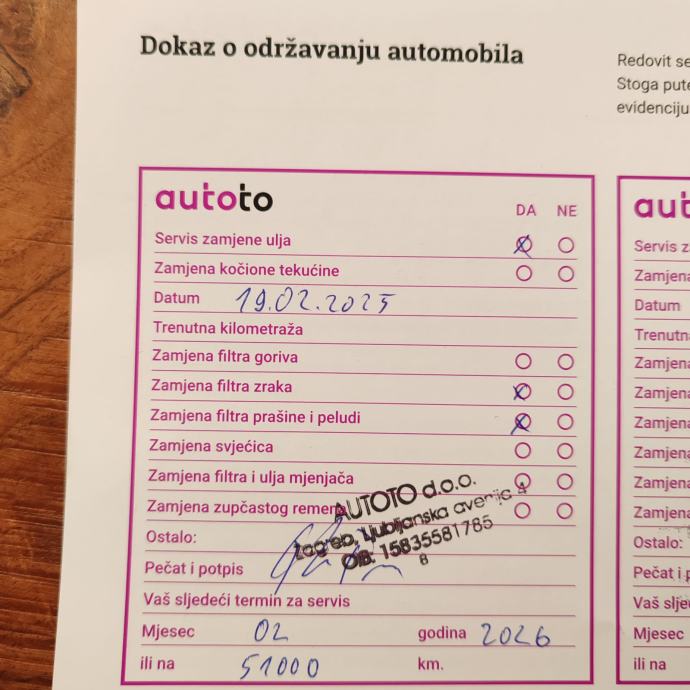 Dokaz o održavanju automobila
Redovit se
Stoga pute
evidenciju
autoto
DA NE
Servis zamjene ulja
Zamjena kočione tekućine
Datum 19.02.2025
Trenutna kilometraža
Zamjena filtra goriva
Zamjena filtra zraka
Zamjena filtra prašine i peludi
Zamjena svjećica
Zamjena filtra i ulja mjenjača
Zamjena zupčastog remena
AUTOTO d.o.o.
Zagreb, Ljubljanska avenija 4
OIB: 15835581785
8
Ostalo:
Pečat i potpis
Vaš sljedeći termin za servis
Mjesec 02 godina 2026
ili na 51000 km.
aut
Servis z
Zamjena
Datum
Trenutn
Zamjena
Zamjena
Zamjena
Zamjena
Zamjena
Zamjena
Ostalo:
Pečat i p
Vaš slje
Mjesec
ili na